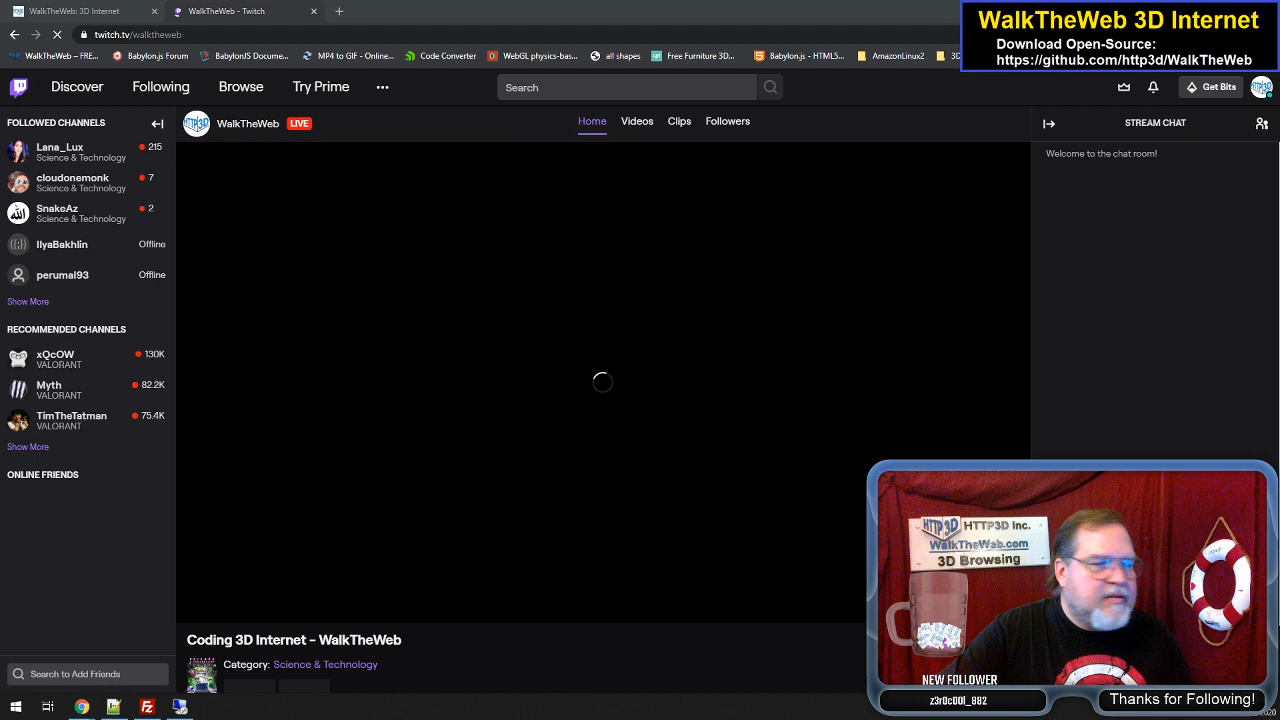 WalkTheWeb: 3D Internet
WalkTheWeb - Twitch
twitch.tv/walktheweb
WalkTheWeb – FRE...
Babylon.js Forum
BabylonJS Docume...
MP4 to GIF - Online...
Code Converter
WebGL physics-bas...
all shapes
Free Furniture 3D...
Babylon.js - HTML5...
AmazonLinux2
WalkTheWeb 3D Internet
Download Open-Source:
https://github.com/http3d/WalkTheWeb
Discover
Following
Browse
Try Prime
Search
Get Bits
FOLLOWED CHANNELS
Lana_Lux
215
Science & Technology
cloudonemonk
7
Science & Technology
SnakeAz
2
Science & Technology
IlyaBakhlin
Offline
perumal93
Offline
Show More
RECOMMENDED CHANNELS
xQcOW
130K
VALORANT
Myth
82.2K
VALORANT
TimTheTatman
75.4K
VALORANT
Show More
ONLINE FRIENDS
Search to Add Friends
WalkTheWeb
LIVE
Home
Videos
Clips
Followers
Coding 3D Internet – WalkTheWeb
Category: Science & Technology
STREAM CHAT
Welcome to the chat room!
HTTP3D
HTTP3D Inc.
WalkTheWeb.com
3D Browsing
NEW FOLLOWER
z3r0c00l_882
Thanks for Following!